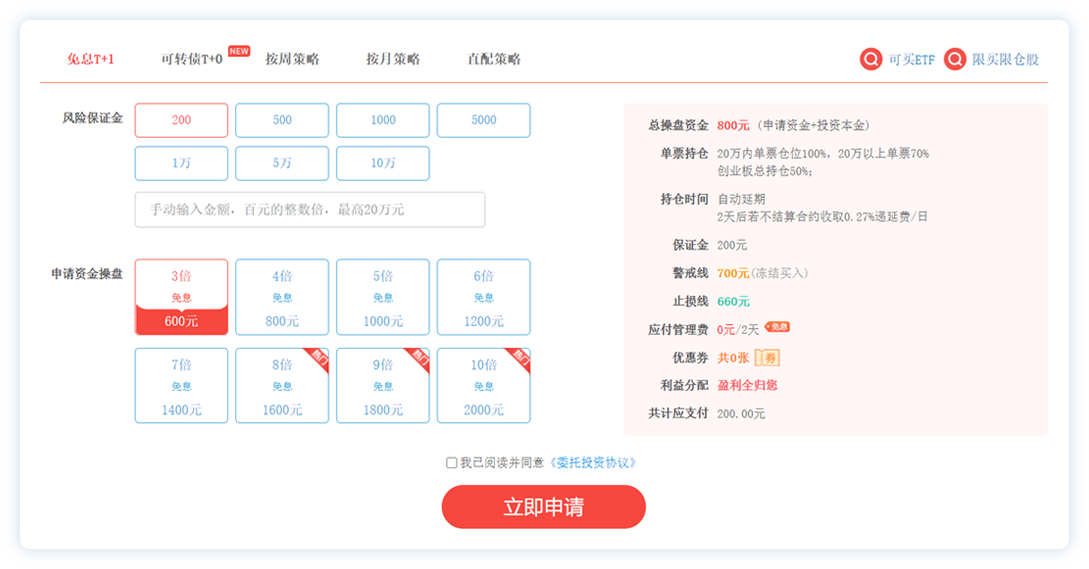 免息T+1 可转债T+0 NEW 按周策略 按月策略 直配策略 可买ETF 限买限仓股
风险保证金 200 500 1000 5000
1万 5万 10万
手动输入金额，百元的整数倍，最高20万元
申请资金操盘
3倍 4倍 5倍 6倍
免息 免息 免息 免息
600元 800元 1000元 1200元
7倍 8倍 热门 9倍 热门 10倍 热门
免息 免息 免息 免息
1400元 1600元 1800元 2000元
总操盘资金 800元 (申请资金+投资本金)
单票持仓 20万内单票仓位100%，20万以上单票70%
创业板总持仓50%;
持仓时间 自动延期
2天后若不结算合约收取0.27%递延费/日
保证金 200元
警戒线 700元(冻结买入)
止损线 660元
应付管理费 0元/2天 免息
优惠券 共0张 券
利益分配 盈利全归您
共计应支付 200.00元
我已阅读并同意《委托投资协议》
立即申请